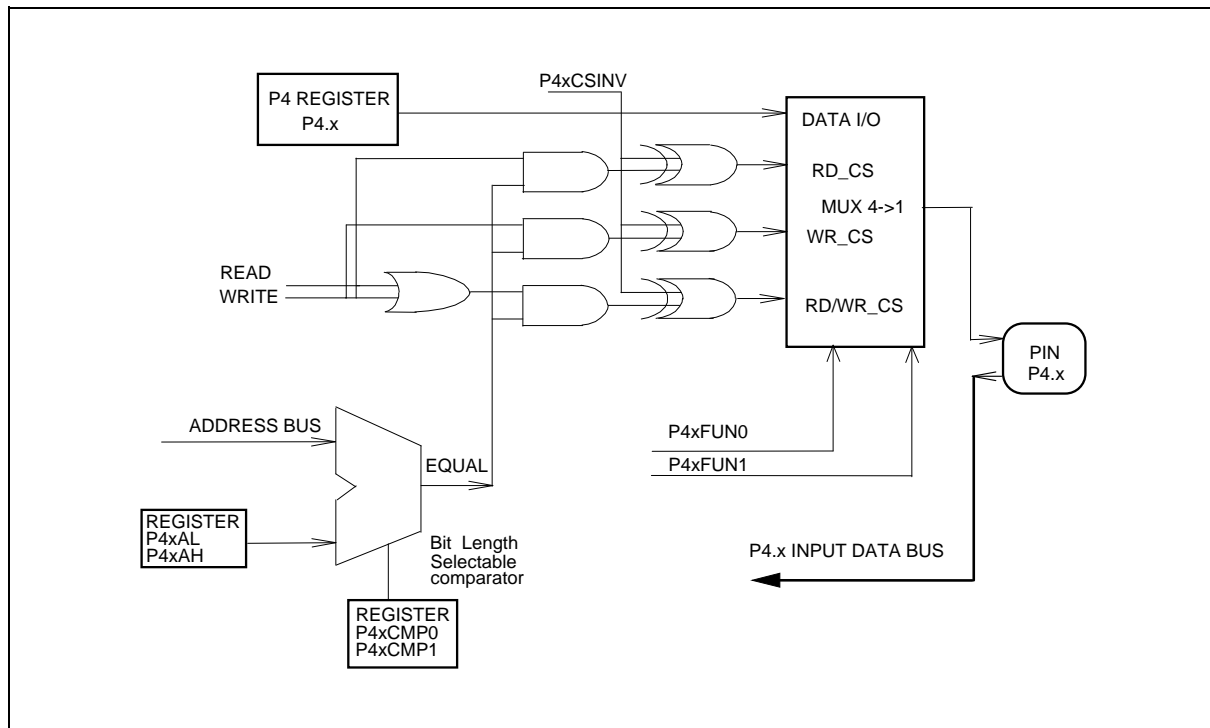 P4 REGISTER
P4.x
P4xCSINV
DATA I/O
RD_CS
MUX 4->1
WR_CS
RD/WR_CS
READ
WRITE
PIN
P4.x
ADDRESS BUS
EQUAL
P4xFUN0
P4xFUN1
REGISTER
P4xAL
P4xAH
Bit Length
Selectable
comparator
P4.x INPUT DATA BUS
REGISTER
P4xCMP0
P4xCMP1